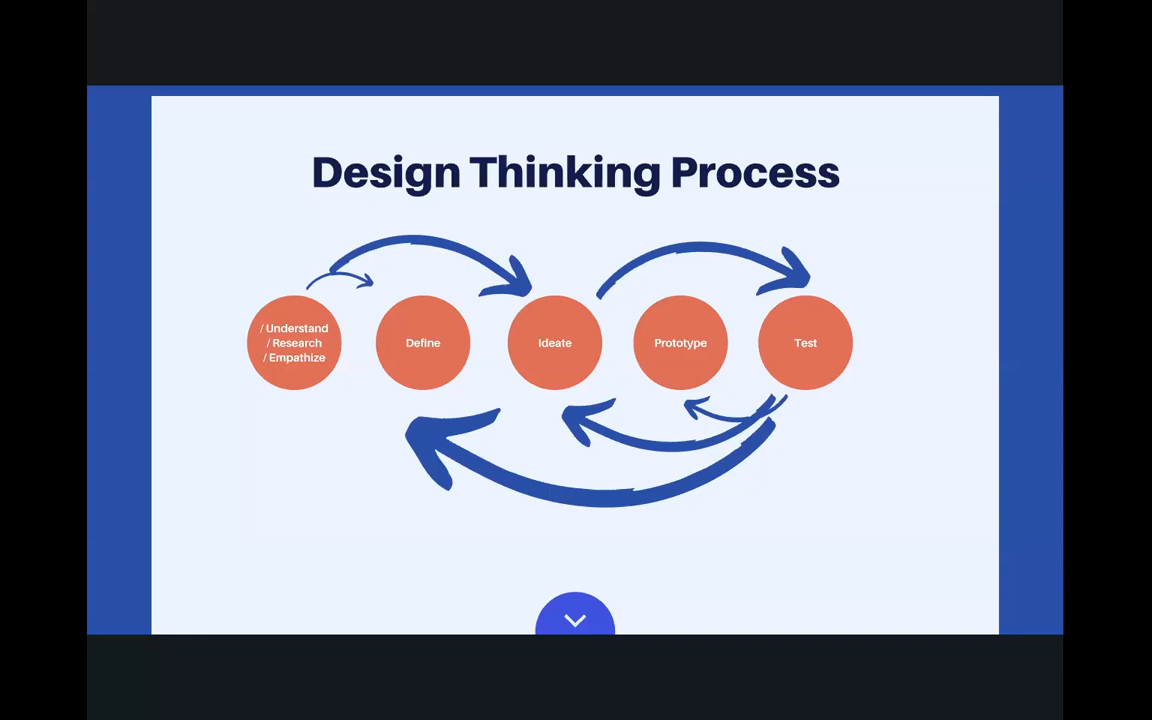 Design Thinking Process
/ Understand
/ Research
/ Empathize
Define
Ideate
Prototype
Test